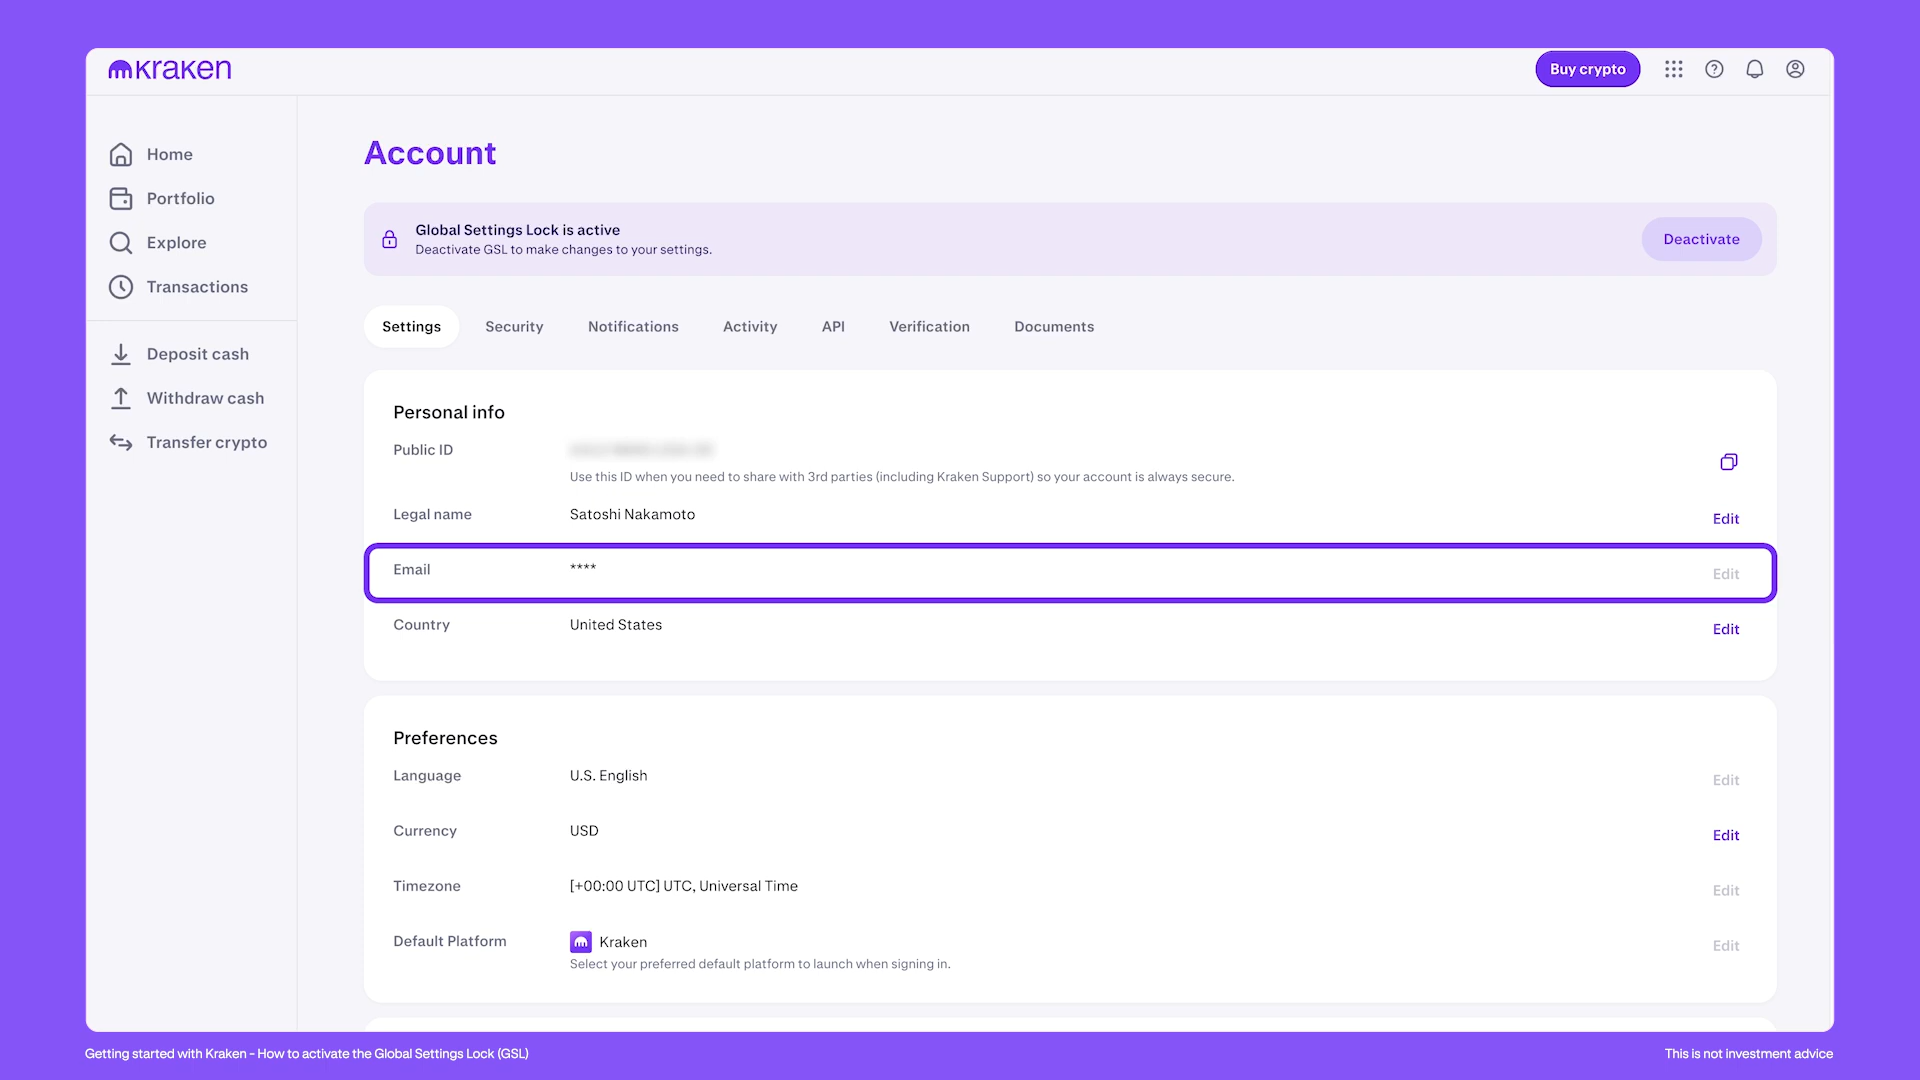 kraken
Buy crypto
Home
Portfolio
Explore
Transactions
Deposit cash
Withdraw cash
Transfer crypto
Account
Global Settings Lock is active
Deactivate GSL to make changes to your settings.
Deactivate
Settings Security Notifications Activity API Verification Documents
Personal info
Public ID
Use this ID when you need to share with 3rd parties (including Kraken Support) so your account is always secure.
Legal name Satoshi Nakamoto Edit
Email **** Edit
Country United States Edit
Preferences
Language U.S. English Edit
Currency USD Edit
Timezone [+00:00 UTC] UTC, Universal Time Edit
Default Platform Kraken Edit
Select your preferred default platform to launch when signing in.
Getting started with Kraken - How to activate the Global Settings Lock (GSL)
This is not investment advice